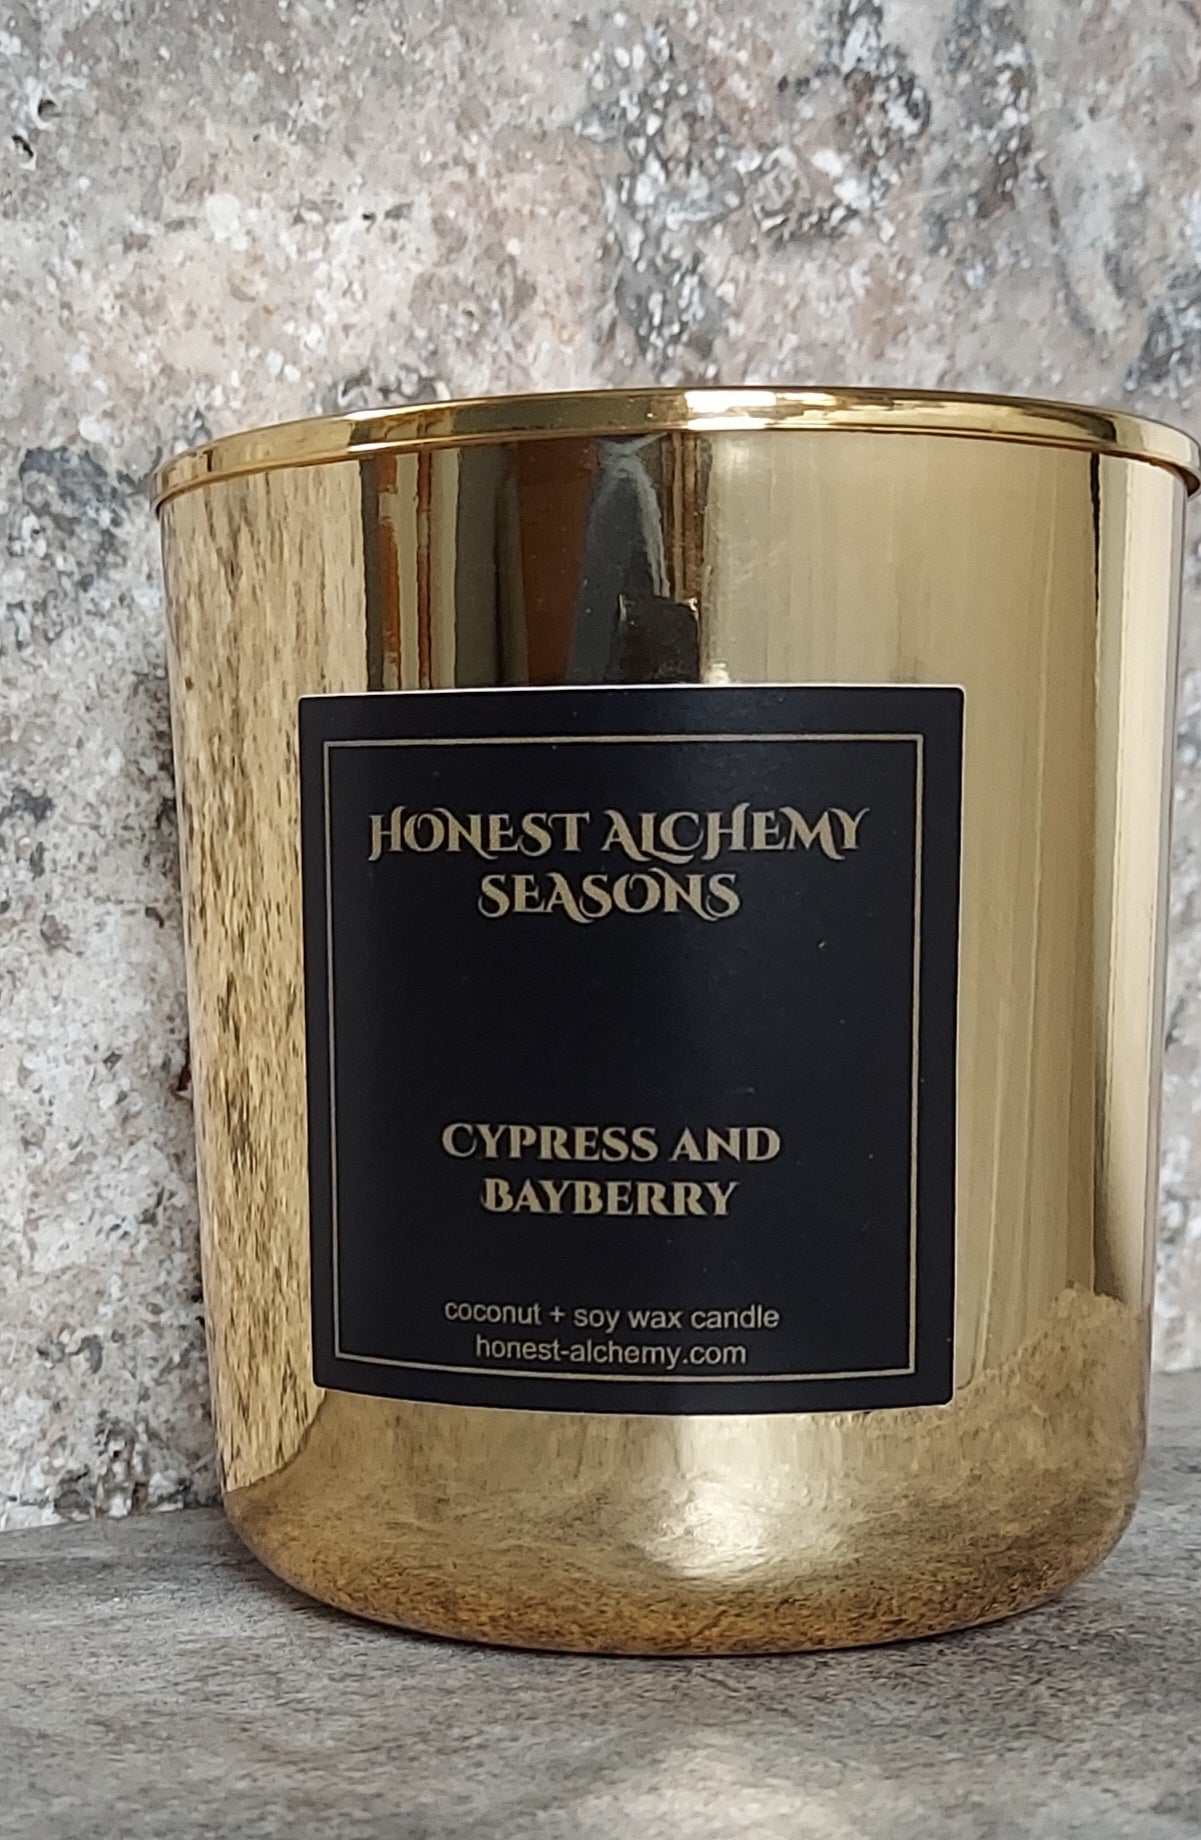 HONEST ALCHEMY
SEASONS
CYPRESS AND
BAYBERRY
coconut + soy wax candle
honest-alchemy.com